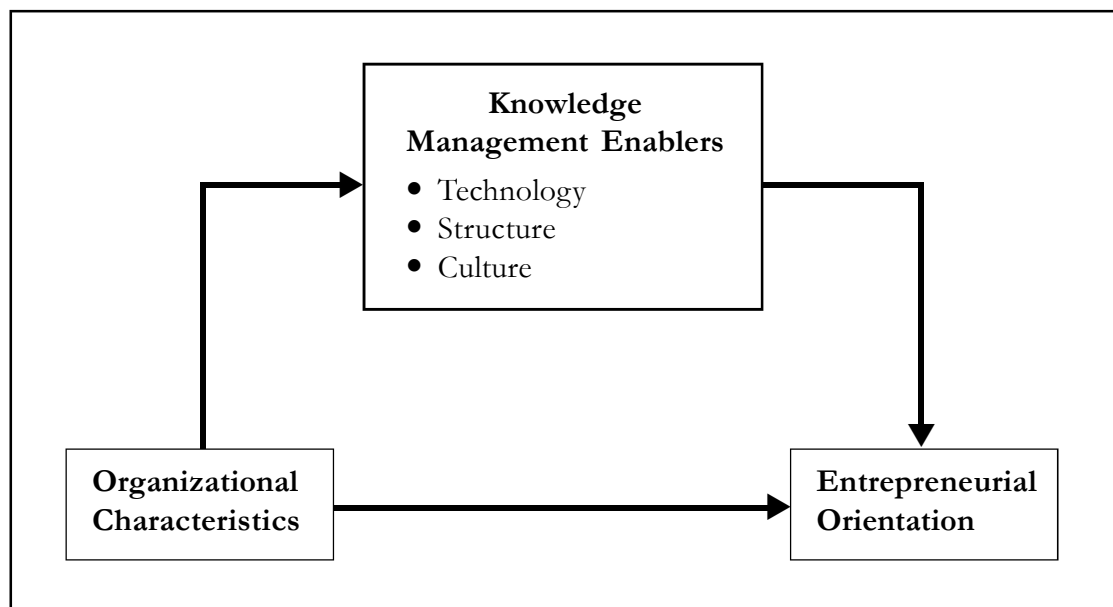 Knowledge
Management Enablers
• Technology
• Structure
• Culture
Organizational
Characteristics
Entrepreneurial
Orientation